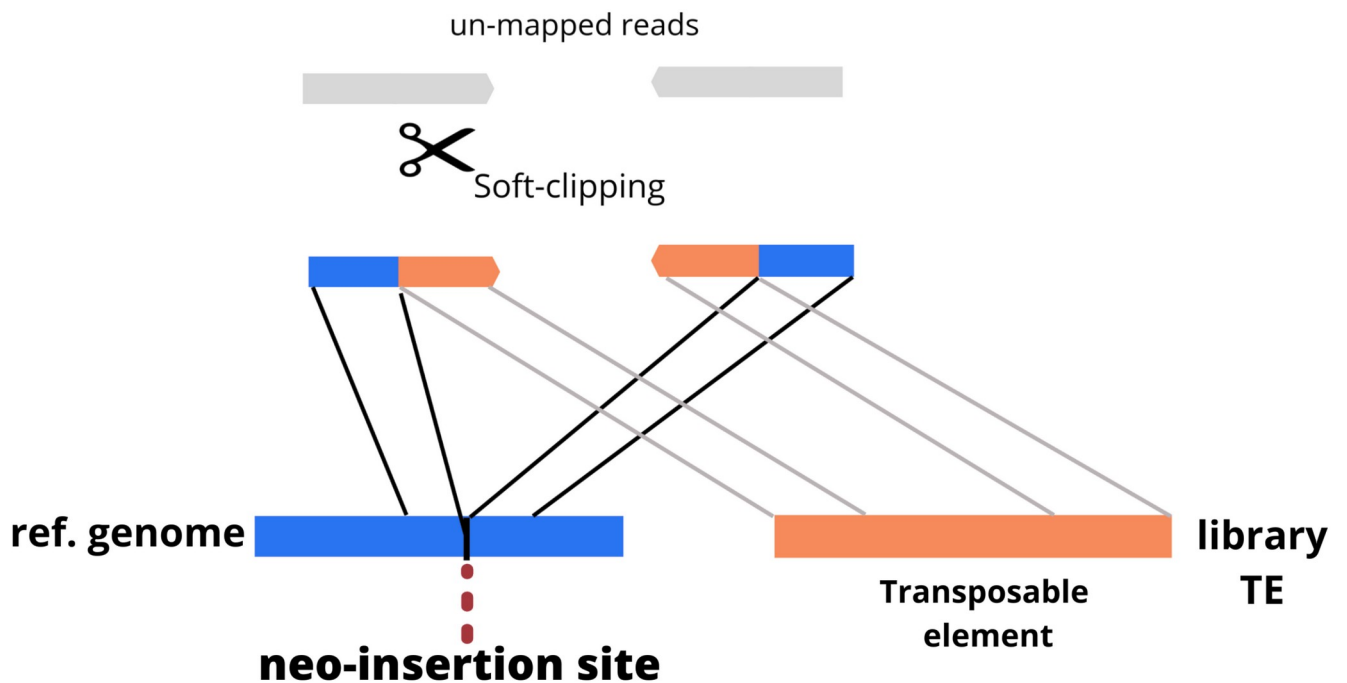 un-mapped reads
Soft-clipping
ref. genome
library
TE
Transposable
element
neo-insertion site